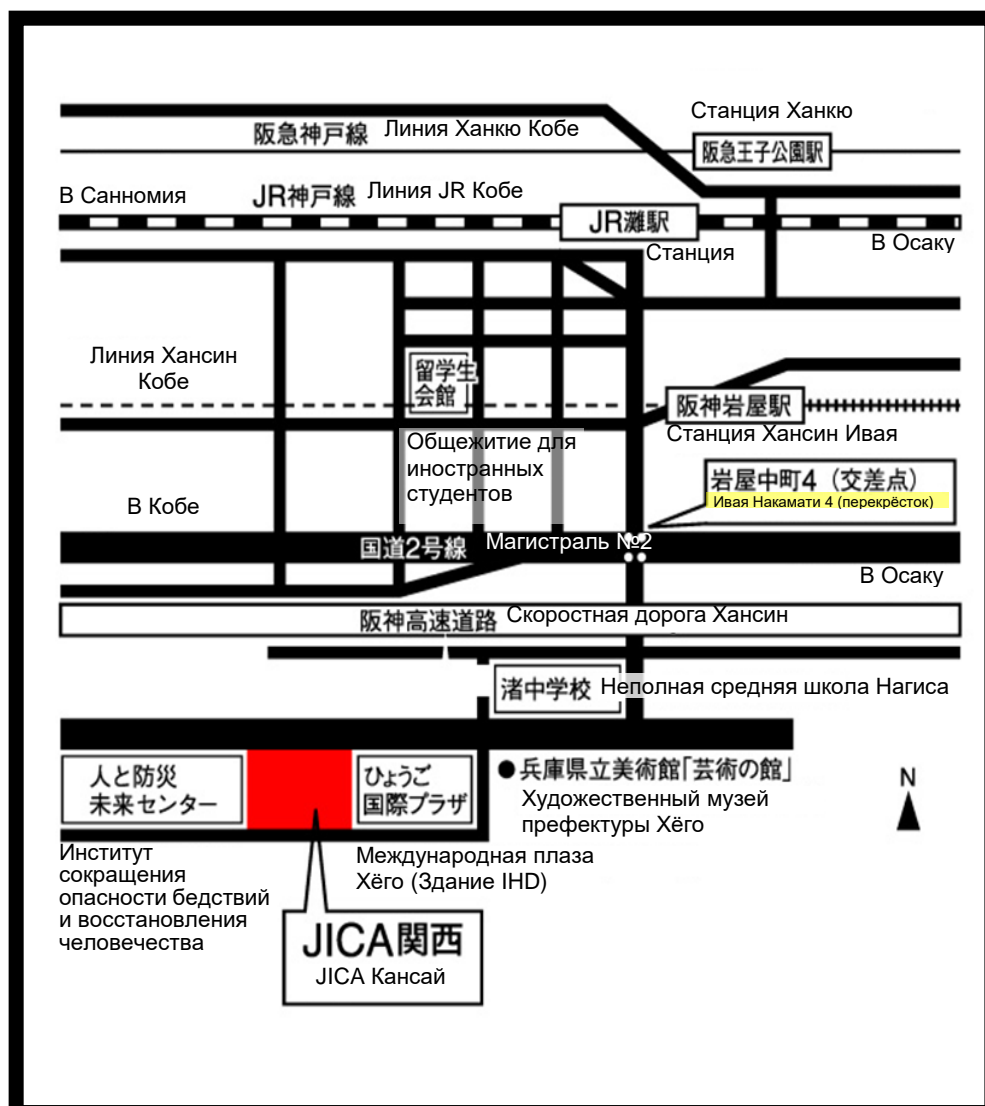 Станция Ханкю
阪急神戸線 Линия Ханкю Кобе
阪急王子公園駅
В Санномия
JR神戸線 Линия JR Кобе
JR灘駅
Станция
В Осаку
Линия Хансин
Кобе
留学生
会館
阪神岩屋駅
Станция Хансин Ивая
Общежитие для
иностранных
студентов
岩屋中町4（交差点）
Ивая Накамати 4 (перекрёсток)
В Кобе
国道2号線 Магистраль №2
В Осаку
阪神高速道路 Скоростная дорога Хансин
渚中学校 Неполная средняя школа Нагиса
人と防災
未来センター
ひょうご
国際プラザ
●兵庫県立美術館「芸術の館」
Художественный музей
префектуры Хёго
N
Институт
сокращения
опасности бедствий
и восстановления
человечества
Международная плаза
Хёго (Здание IHD)
JICA関西
JICA Кансай